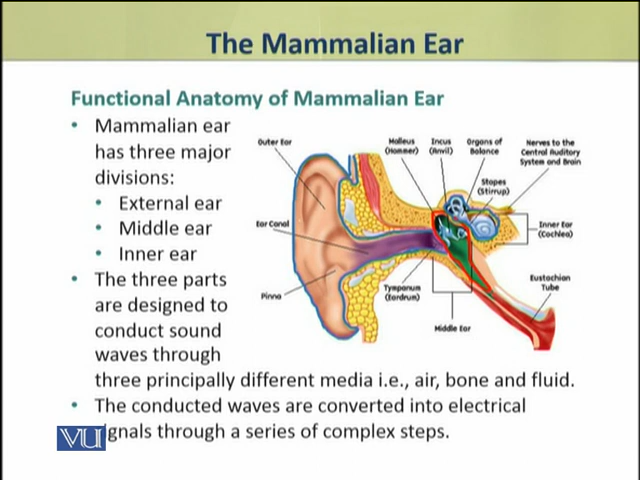 The Mammalian Ear
Functional Anatomy of Mammalian Ear
• Mammalian ear
has three major
divisions:
• External ear
• Middle ear
• Inner ear
• The three parts
are designed to
conduct sound
waves through
three principally different media i.e., air, bone and fluid.
• The conducted waves are converted into electrical
ignals through a series of complex steps.
VU
Outer Ear
Malleus
(Hammer)
Incus
(Anvil)
Organs of
Balance
Nerves to the
Central Auditory
System and Brain
Stapes
(Stirrup)
Ear Canal
Inner Ear
(Cochlea)
Pinna
Tympanum
(Eardrum)
Eustachian
Tube
Middle Ear